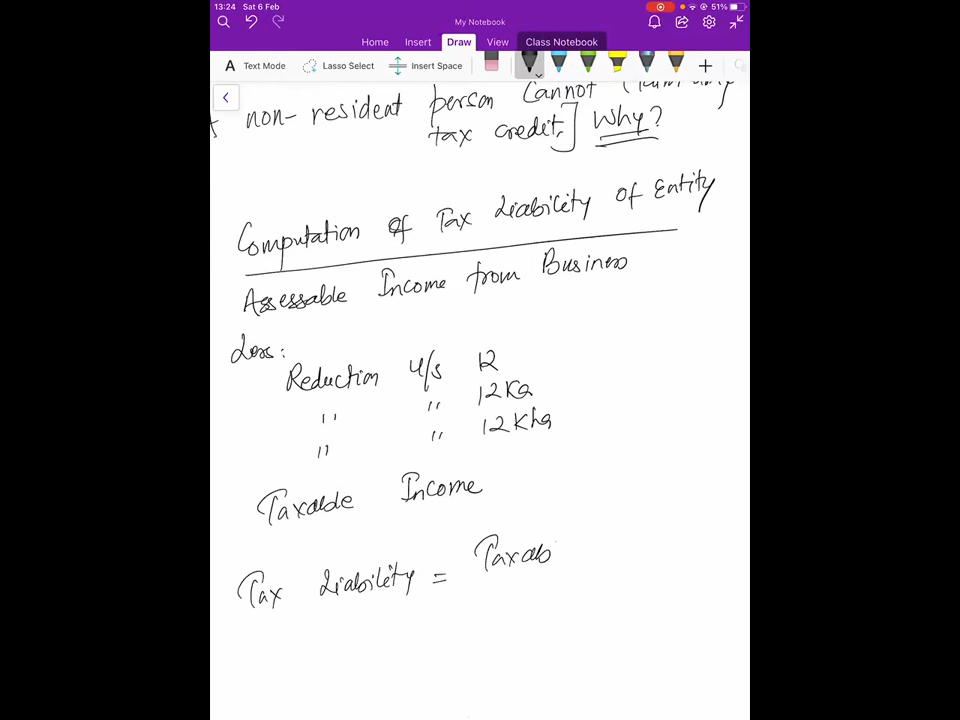 13:24 Sat 6 Feb
51%
My Notebook
Home Insert Draw View Class Notebook
A Text Mode Lasso Select Insert Space
non-resident person Cannot
tax credit.] Why?
Computation of Tax Liability of Entity
Assessable Income from Business
Less:
Reduction u/s 12
" " 12Ka
" " 12Kha
Taxable Income
Tax Liability = Taxab